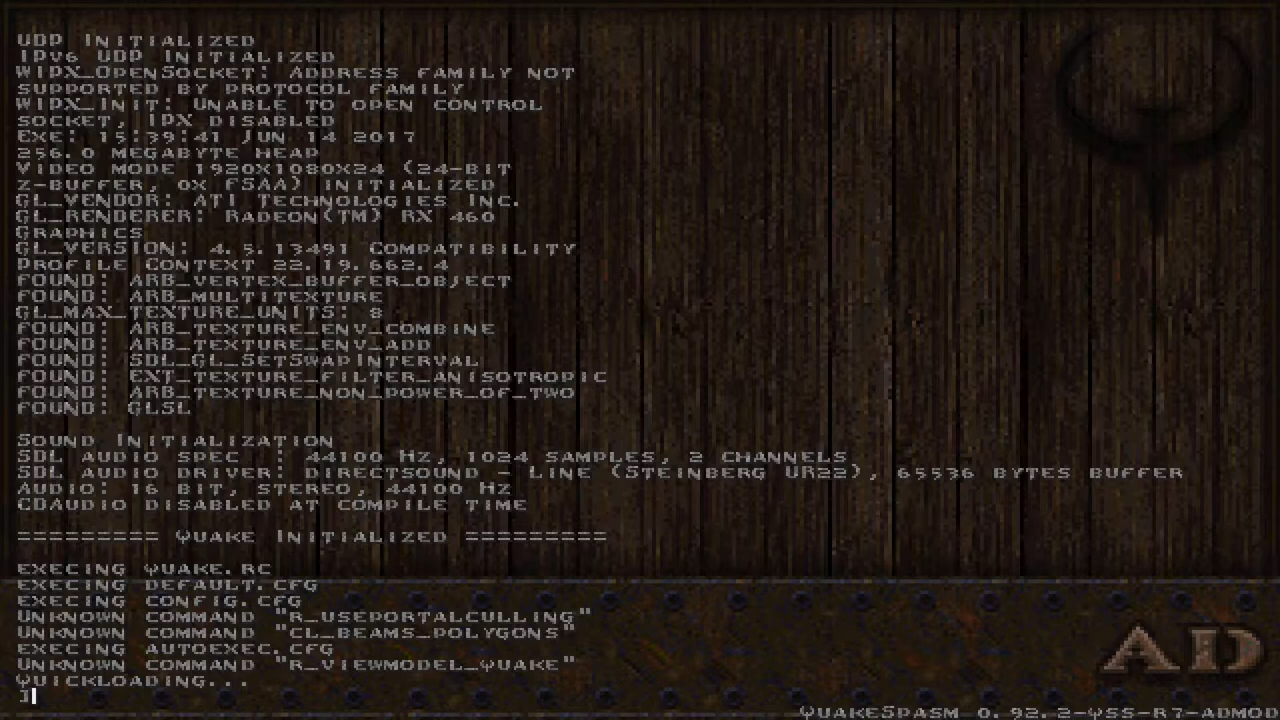 UDP Initialized
IPv6 UDP Initialized
WIPX_OpenSocket: Address family not
supported by protocol family
WIPX_Init: Unable to open control
socket, IPX disabled
Exe: 15:39:41 Jun 14 2017
256.0 megabyte heap
Video mode 1920x1080x24 (24-bit
z-buffer, 0x FSAA) initialized
GL_VENDOR: ATI Technologies Inc.
GL_RENDERER: Radeon(TM) RX 460
Graphics
GL_VERSION: 4.5.13491 Compatibility
Profile Context 22.19.662.4
FOUND: ARB_vertex_buffer_object
FOUND: ARB_multitexture
GL_MAX_TEXTURE_UNITS: 8
FOUND: ARB_texture_env_combine
FOUND: ARB_texture_env_add
FOUND: SDL_GL_SetSwapInterval
FOUND: EXT_texture_filter_anisotropic
FOUND: ARB_texture_non_power_of_two
FOUND: GLSL
Sound Initialization
SDL audio spec  : 44100 Hz, 1024 samples, 2 channels
SDL audio driver: directsound - Line (Steinberg UR22), 65536 bytes buffer
Audio: 16 bit, stereo, 44100 Hz
CDAudio disabled at compile time
========= Quake Initialized =========
execing quake.rc
execing default.cfg
execing config.cfg
Unknown command "r_useportalculling"
Unknown command "cl_beams_polygons"
execing autoexec.cfg
Unknown command "r_viewmodel_quake"
Quickloading...
]
AD
QuakeSpasm 0.92.2-qss-r7-admod